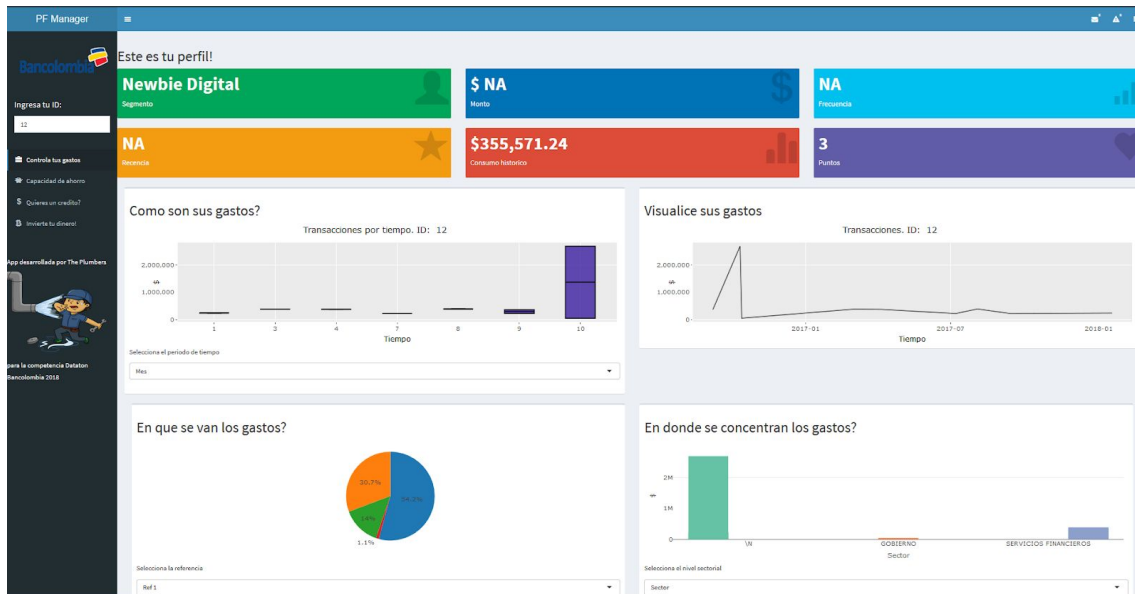 PF Manager
Bancolombia
Ingresa tu ID:
12
Controla tus gastos
Capacidad de ahorro
Quieres un credito?
Invierte tu dinero!
App desarrollada por The Plumbers
para la competencia Dataton
Bancolombia 2018
Este es tu perfil!
Newbie Digital
Segmento
$ NA
Monto
NA
Frecuencia
NA
Recencia
$355,571.24
Consumo historico
3
Puntos
Como son sus gastos?
Transacciones por tiempo. ID: 12
$
2,000,000
1,000,000
0
1 3 4 7 8 9 10
Tiempo
Selecciona el periodo de tiempo
Mes
Visualice sus gastos
Transacciones. ID: 12
$
2,000,000
1,000,000
0
2017-01 2017-07 2018-01
Tiempo
En que se van los gastos?
30.7%
54.2%
14%
1.1%
Selecciona la referencia
Ref 1
En donde se concentran los gastos?
$
2M
1M
0
\N GOBIERNO SERVICIOS FINANCIEROS
Sector
Selecciona el nivel sectorial
Sector